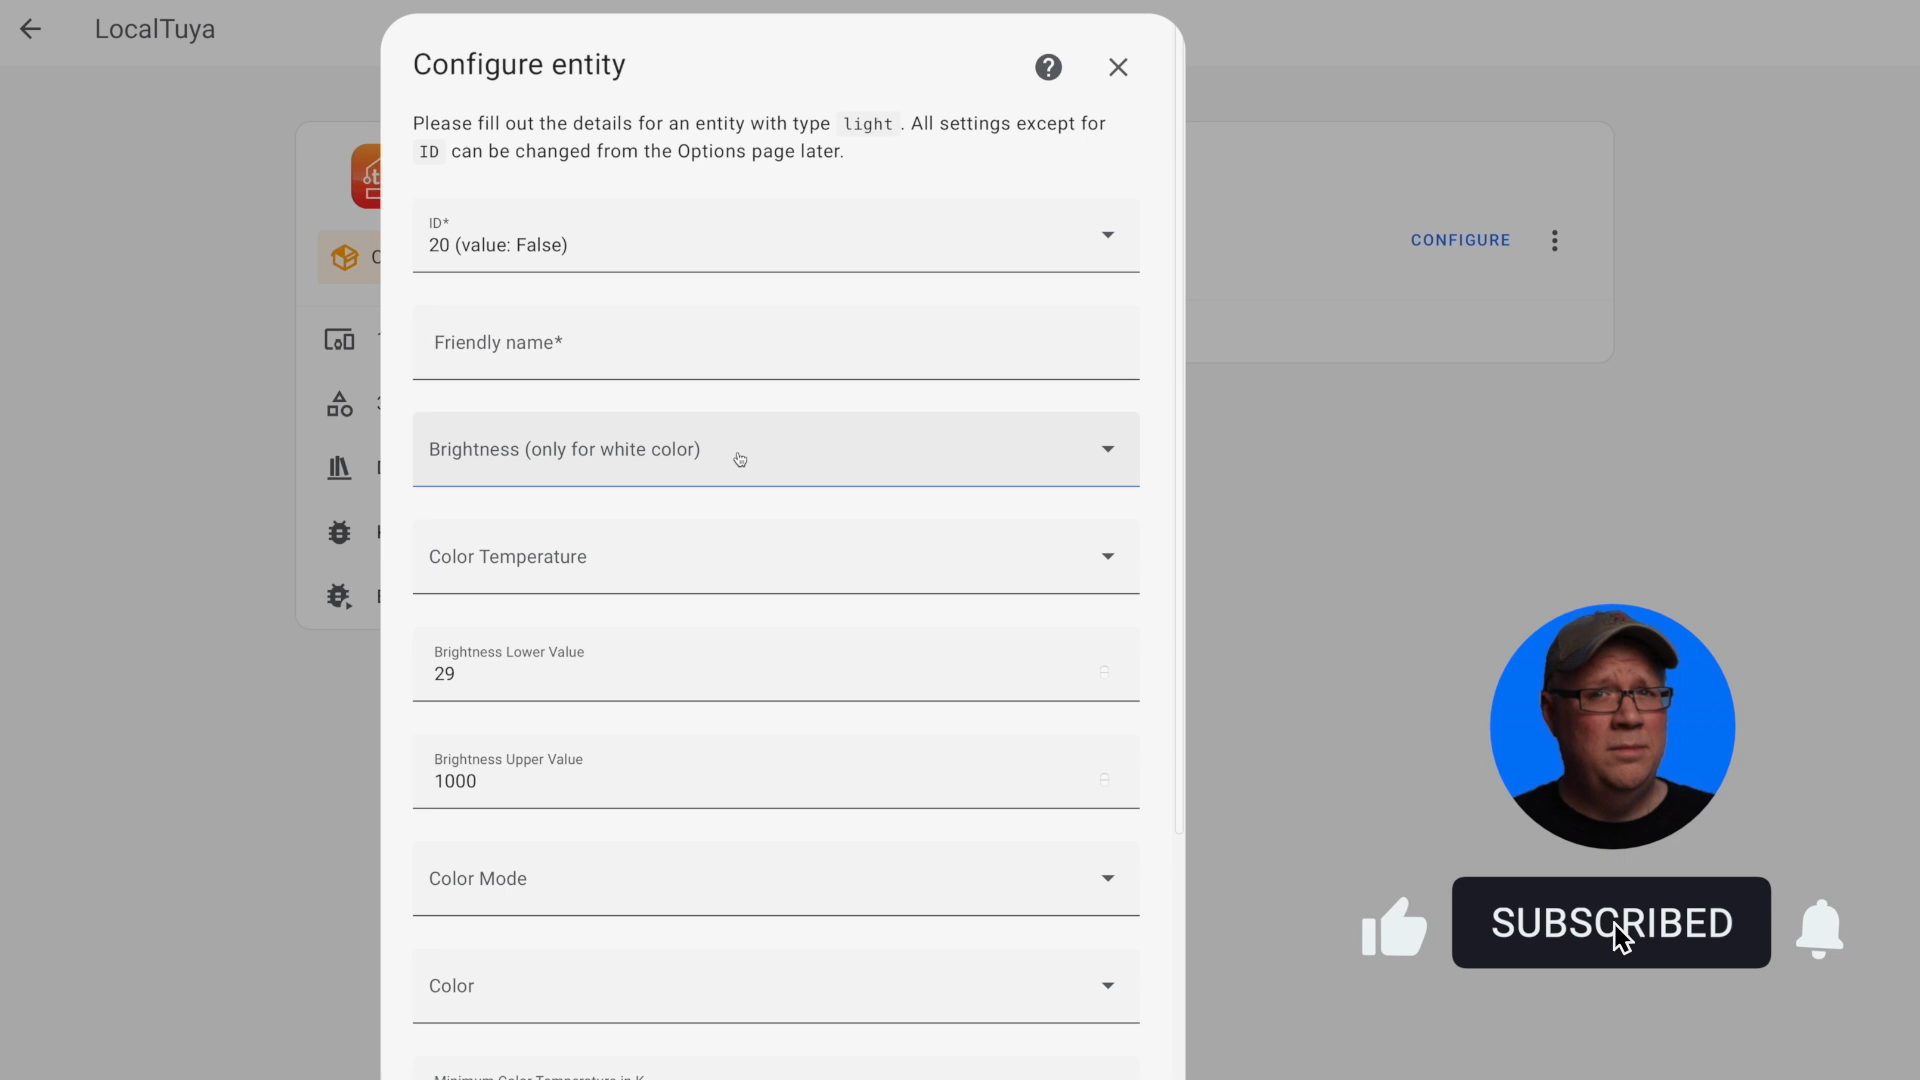 LocalTuya
Configure entity
Please fill out the details for an entity with type light . All settings except for
ID can be changed from the Options page later.
ID*
20 (value: False)
CONFIGURE
Friendly name*
Brightness (only for white color)
Color Temperature
Brightness Lower Value
29
Brightness Upper Value
1000
Color Mode
SUBSCRIBED
Color
Minimum Color Temperature in K